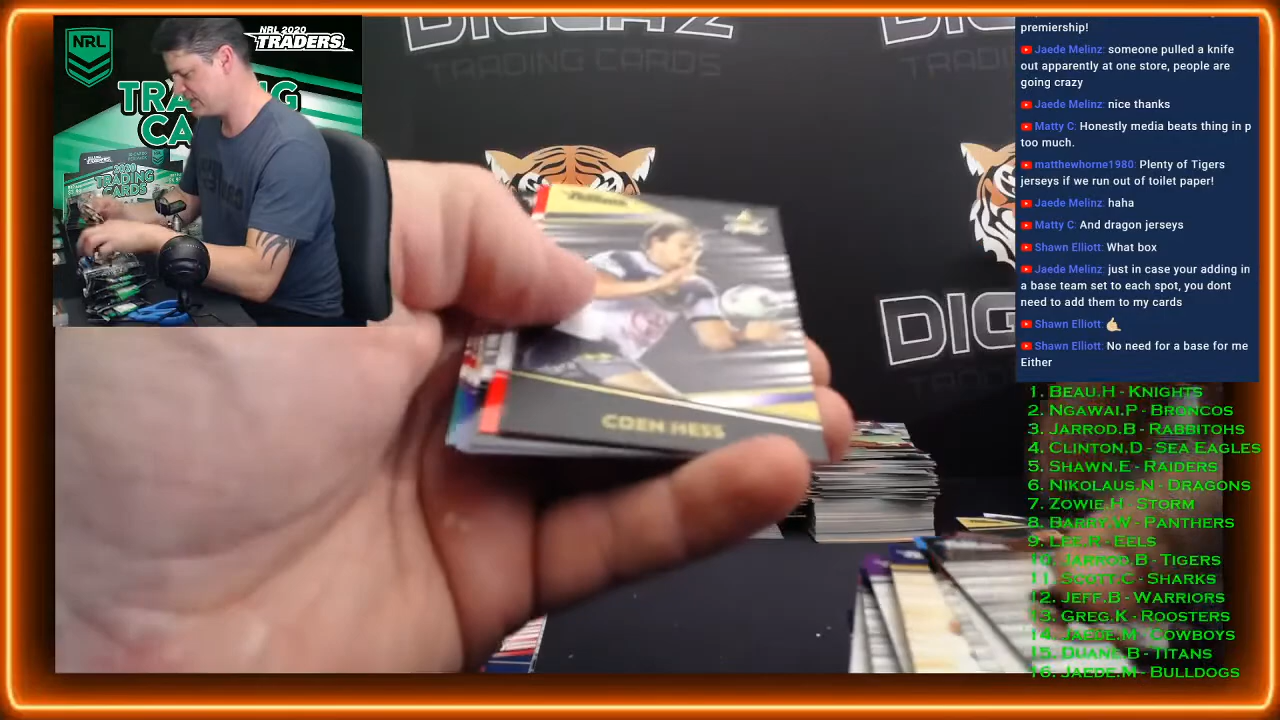 NRL
NRL 2020
TRADERS
TRA
G
CA
2020
TRADING
CARDS
DIGGAZ
TRADING CARDS
COEN HESS
premiership!
Jaede Melinz: someone pulled a knife
out apparently at one store, people are
going crazy
Jaede Melinz: nice thanks
Matty C: Honestly media beats thing in p
too much.
matthewhorne1980: Plenty of Tigers
jerseys if we run out of toilet paper!
Jaede Melinz: haha
Matty C: And dragon jerseys
Shawn Elliott: What box
Jaede Melinz: just in case your adding in
a base team set to each spot, you dont
need to add them to my cards
Shawn Elliott: 🤙🏼
Shawn Elliott: No need for a base for me
Either
1. Beau.H - Knights
2. Ngawai.P - Broncos
3. Jarrod.B - Rabbitohs
4. Clinton.D - Sea Eagles
5. Shawn.E - Raiders
6. Nikolaus.N - Dragons
7. Zowie.H - Storm
8. Barry.W - Panthers
9. Lee.R - Eels
10. Jarrod.B - Tigers
11. Scott.C - Sharks
12. Jeff.B - Warriors
13. Greg.K - Roosters
14. Jaede.M - Cowboys
15. Duane.B - Titans
16. Jaede.M - Bulldogs